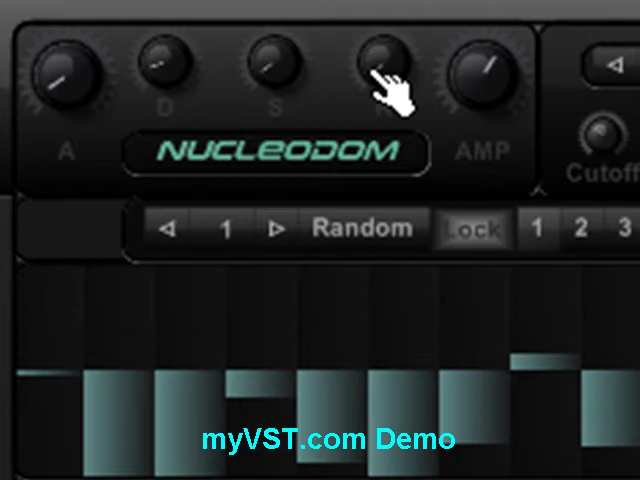 D S R
A NUCLEODOM AMP
Cutoff
1 Random Lock 1 2 3
myVST.com Demo